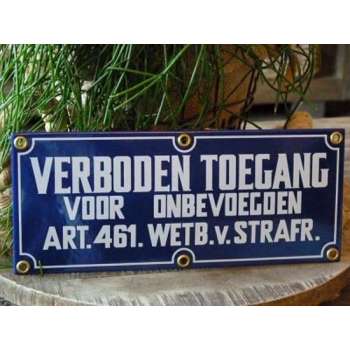 VERBODEN TOEGANG
VOOR ONBEVOEGDEN
ART. 461. WETB. v. STRAFR.